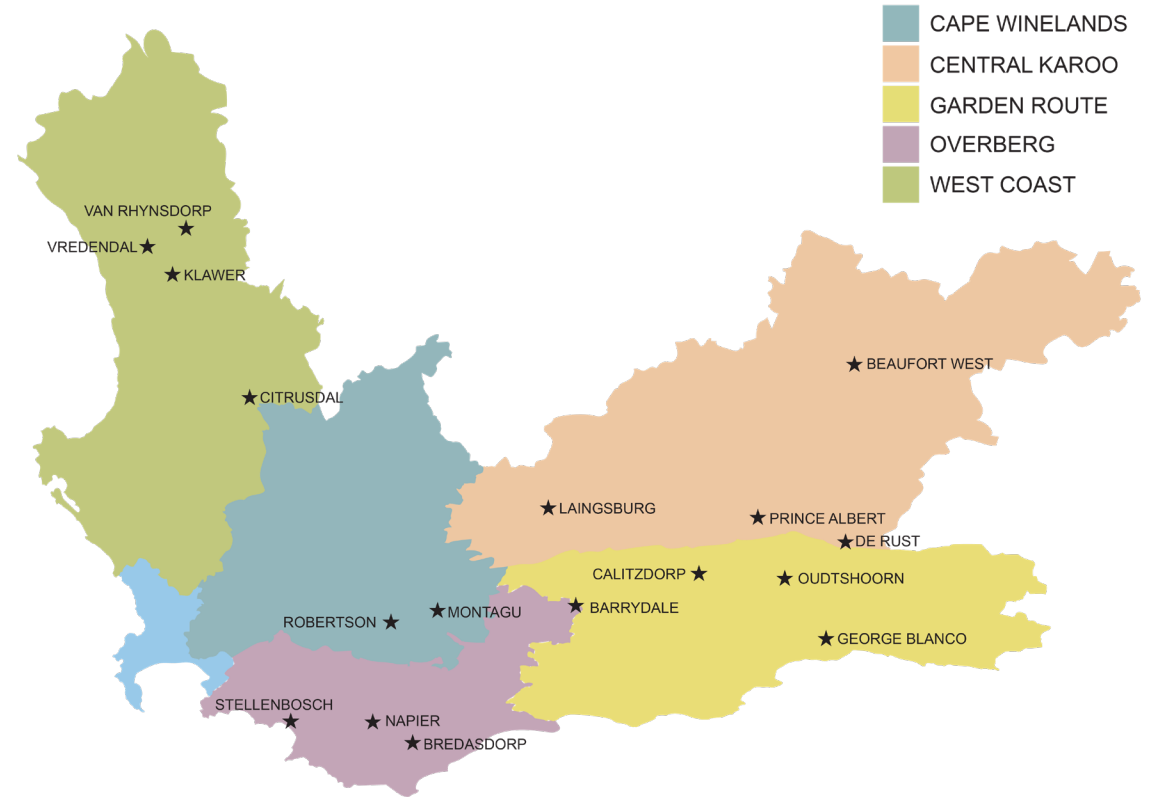 CAPE WINELANDS
CENTRAL KAROO
GARDEN ROUTE
OVERBERG
WEST COAST
VAN RHYNSDORP
VREDENDAL
KLAWER
BEAUFORT WEST
CITRUSDAL
LAINGSBURG
PRINCE ALBERT
DE RUST
CALITZDORP
OUDTSHOORN
BARRYDALE
MONTAGU
ROBERTSON
GEORGE BLANCO
STELLENBOSCH
NAPIER
BREDASDORP